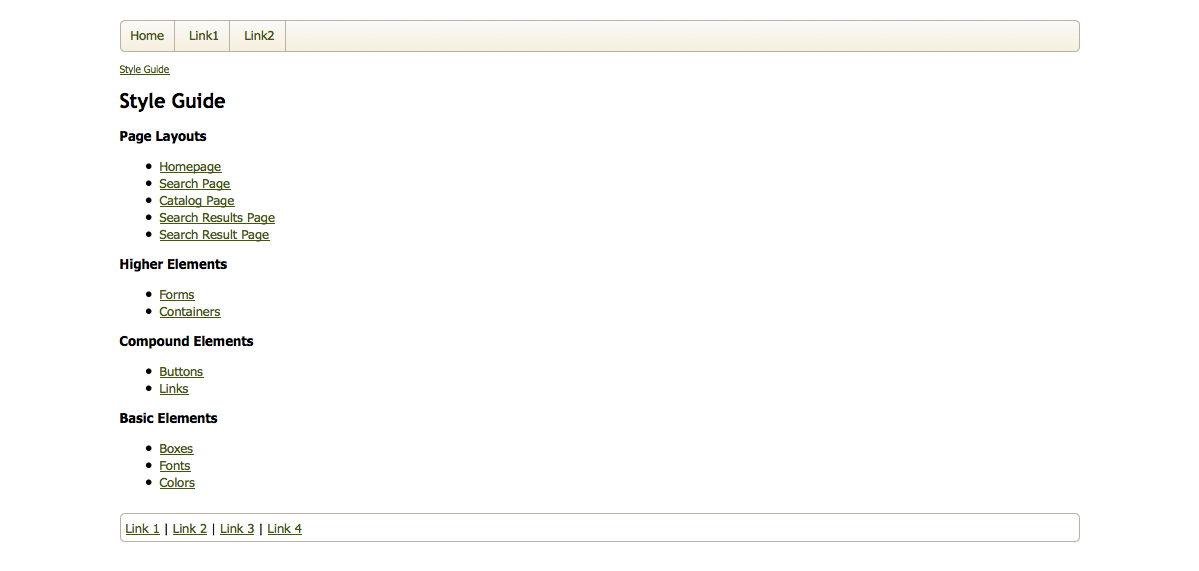 Home Link1 Link2
Style Guide
Style Guide
Page Layouts
Homepage
Search Page
Catalog Page
Search Results Page
Search Result Page
Higher Elements
Forms
Containers
Compound Elements
Buttons
Links
Basic Elements
Boxes
Fonts
Colors
Link 1 | Link 2 | Link 3 | Link 4